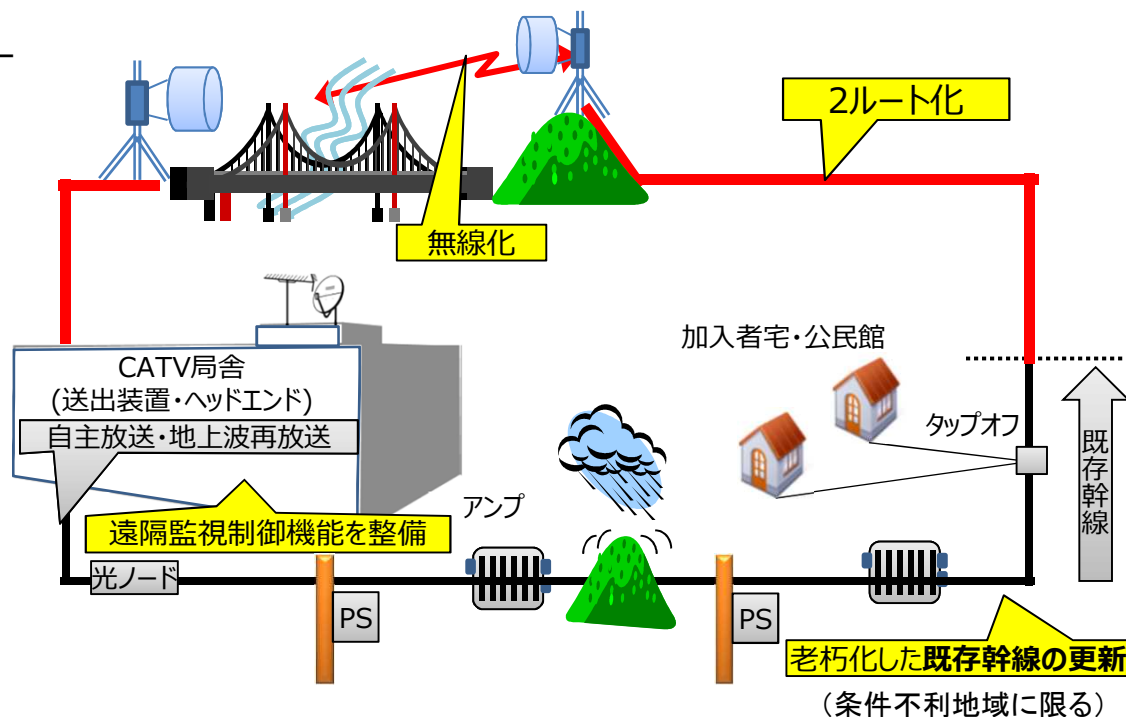 2ルート化
無線化
加入者宅・公民館
CATV局舎
(送出装置・ヘッドエンド)
自主放送・地上波再放送
タップオフ
既存幹線
アンプ
遠隔監視制御機能を整備
光ノード
PS
PS
老朽化した既存幹線の更新
（条件不利地域に限る）